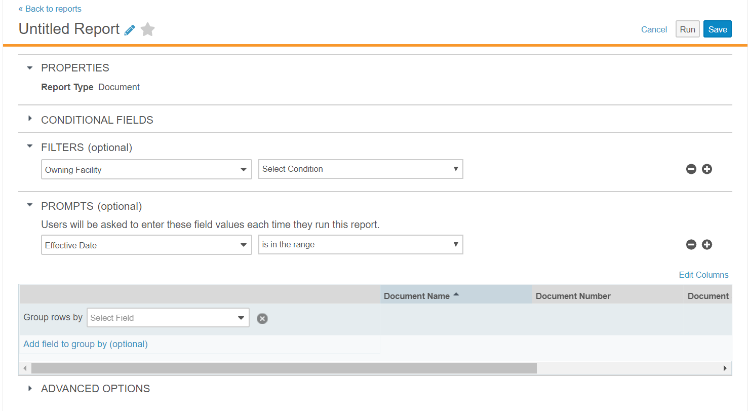 « Back to reports
Untitled Report
Cancel Run Save
PROPERTIES
Report Type Document
CONDITIONAL FIELDS
FILTERS (optional)
Owning Facility Select Condition
PROMPTS (optional)
Users will be asked to enter these field values each time they run this report.
Effective Date is in the range
Edit Columns
Document Name Document Number Document
Group rows by Select Field
Add field to group by (optional)
ADVANCED OPTIONS